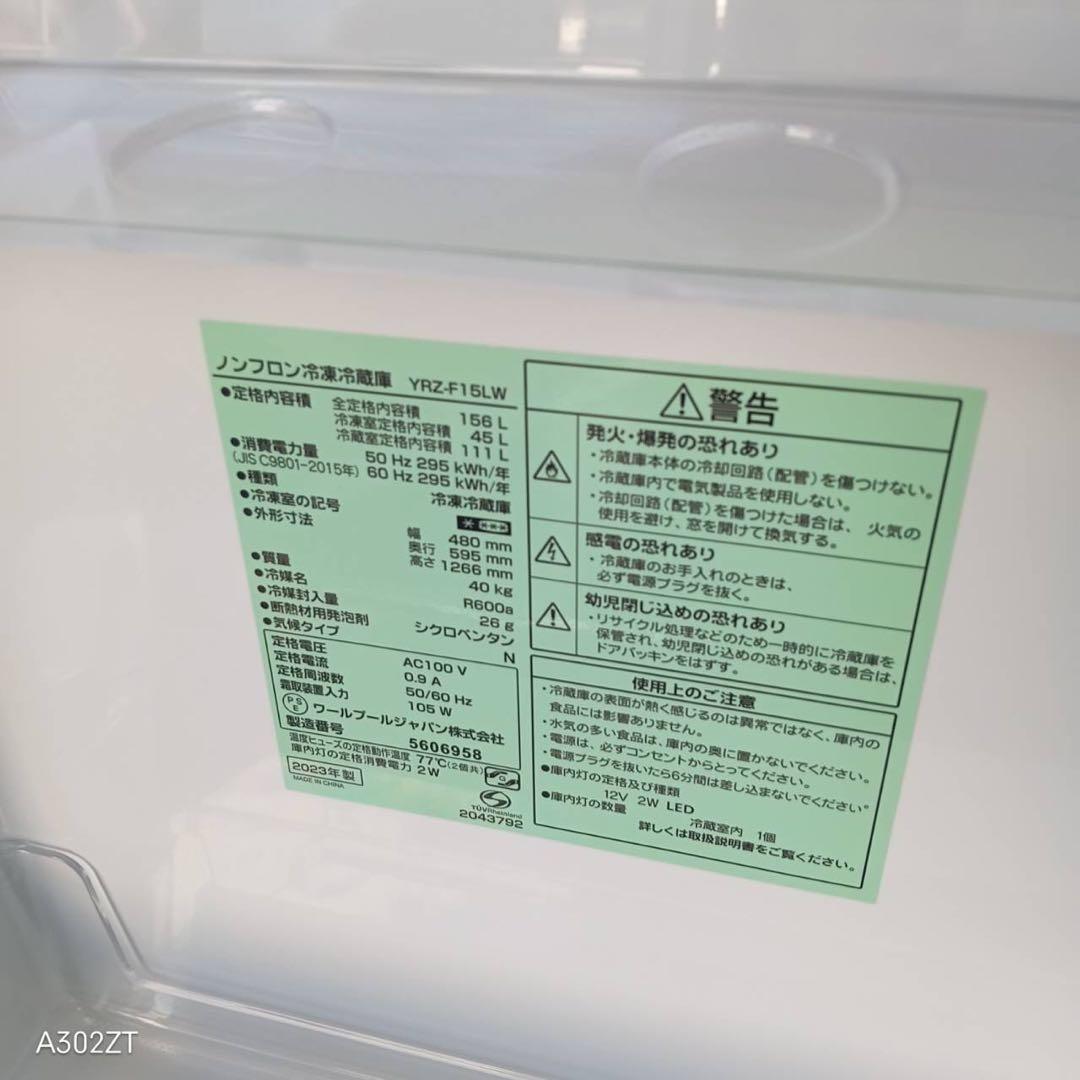 ノンフロン冷凍冷蔵庫 YRZ-F15LW
●定格内容積 全定格内容積 156 L
冷凍室定格内容積 45 L
冷蔵室定格内容積 111 L
●消費電力量 50 Hz 295 kWh/年
(JIS C9801-2015年) 60 Hz 295 kWh/年
●種類 冷凍冷蔵庫
●冷凍室の記号
●外形寸法 幅 480 mm
奥行 595 mm
高さ 1266 mm
●質量 40 kg
●冷媒名 R600a
●冷媒封入量 26 g
●断熱材用発泡剤 シクロペンタン
●気候タイプ N
定格電圧 AC100 V
定格電流 0.9 A
定格周波数 50/60 Hz
霜取装置入力 105 W
PSE ワールプールジャパン株式会社
製造番号 5606958
温度ヒューズの定格動作温度 77℃(2個共)
庫内灯の定格消費電力 2W
2023年製
MADE IN CHINA
TÜVRheinland
2043792
警告
発火・爆発の恐れあり
・冷蔵庫本体の冷却回路(配管)を傷つけない。
・冷蔵庫内で電気製品を使用しない。
・冷却回路(配管)を傷つけた場合は、火気の
使用を避け、窓を開けて換気する。
感電の恐れあり
・冷蔵庫のお手入れのときは、
必ず電源プラグを抜く。
幼児閉じ込めの恐れあり
・リサイクル処理などのため一時的に冷蔵庫を
保管され、幼児閉じ込めの恐れがある場合は、
ドアパッキンをはずす。
使用上のご注意
・冷蔵庫の表面が熱く感じるのは異常ではなく、庫内の
食品には影響ありません。
・水気の多い食品は、庫内の奥に置かないでください。
・電源は、必ずコンセントからとってください。
・電源プラグを抜いたら6分間は差し込まないでください。
●庫内灯の定格及び種類
12V 2W LED
●庫内灯の数量 冷蔵室内 1個
詳しくは取扱説明書をご覧ください。
A302ZT